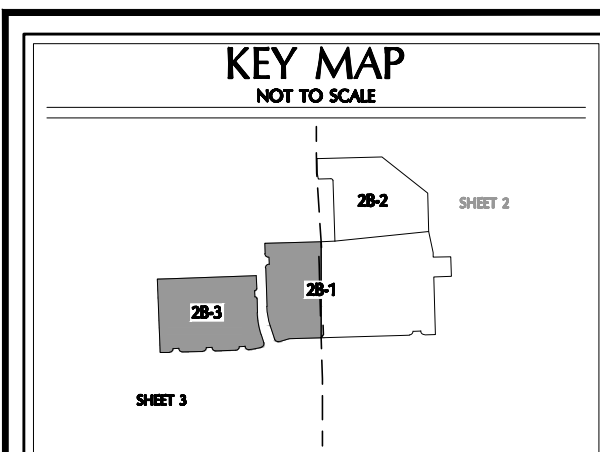 KEY MAP
NOT TO SCALE
2B-2
SHEET 2
2B-1
2B-3
SHEET 3